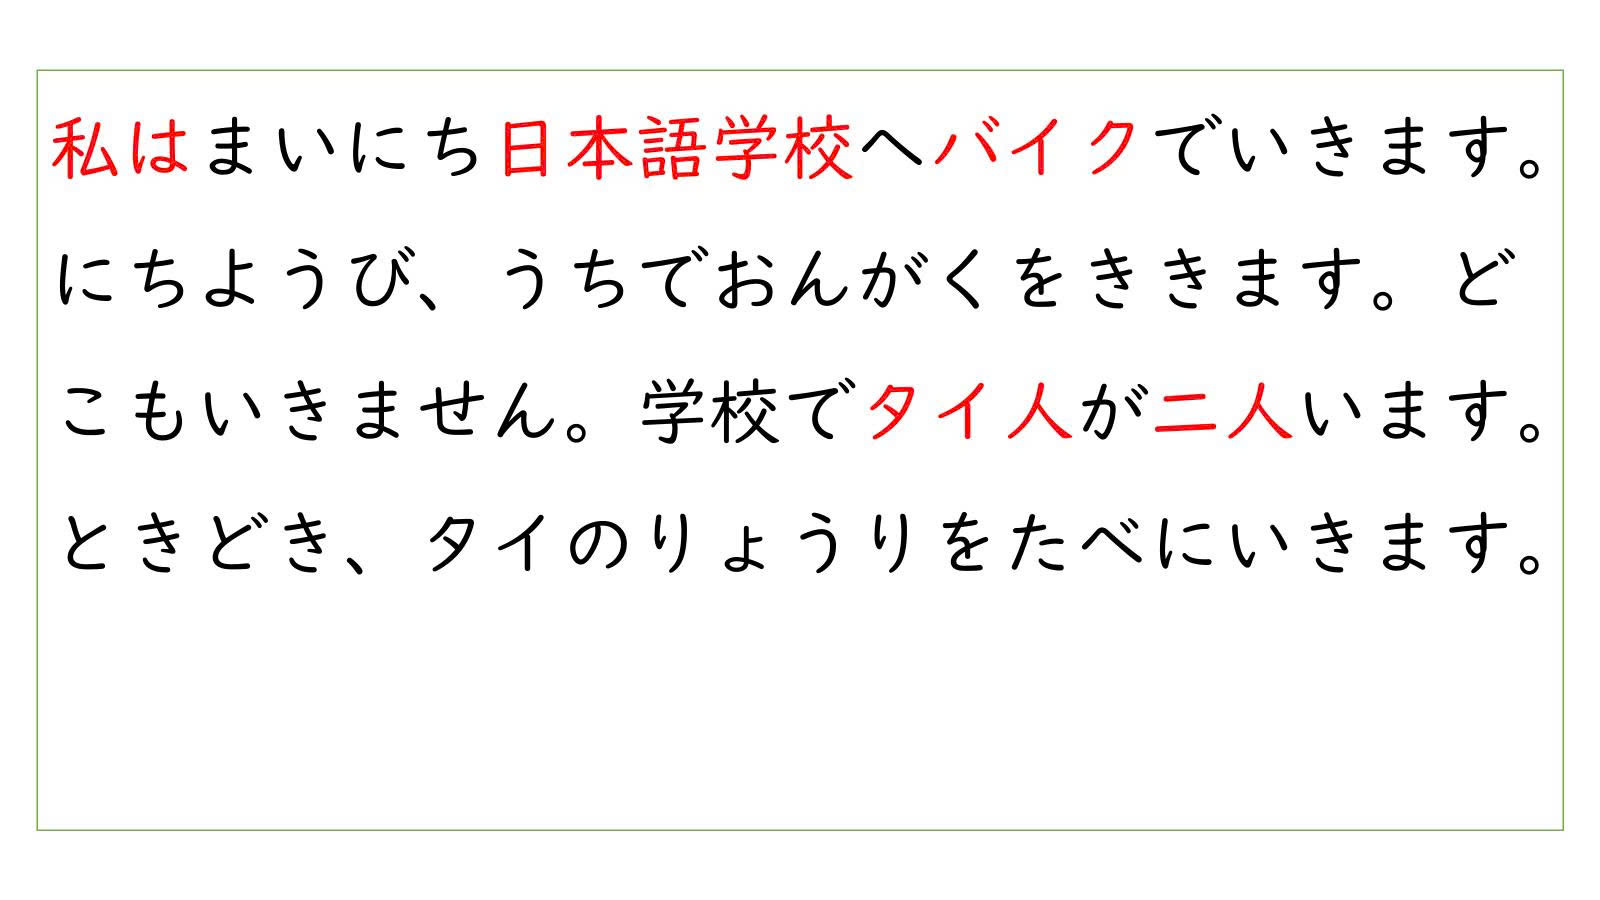 私はまいにち日本語学校へバイクでいきます。
にちようび、うちでおんがくをききます。ど
こもいきません。学校でタイ人が二人います。
ときどき、タイのりょうりをたべにいきます。